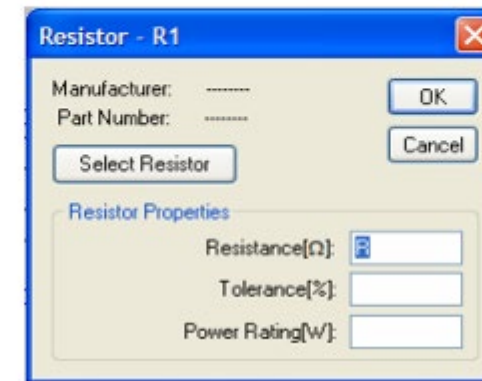 Resistor - R1
Manufacturer: --------
OK
Part Number: --------
Cancel
Select Resistor
Resistor Properties
Resistance[Ω]: R
Tolerance[%]:
Power Rating[W]: